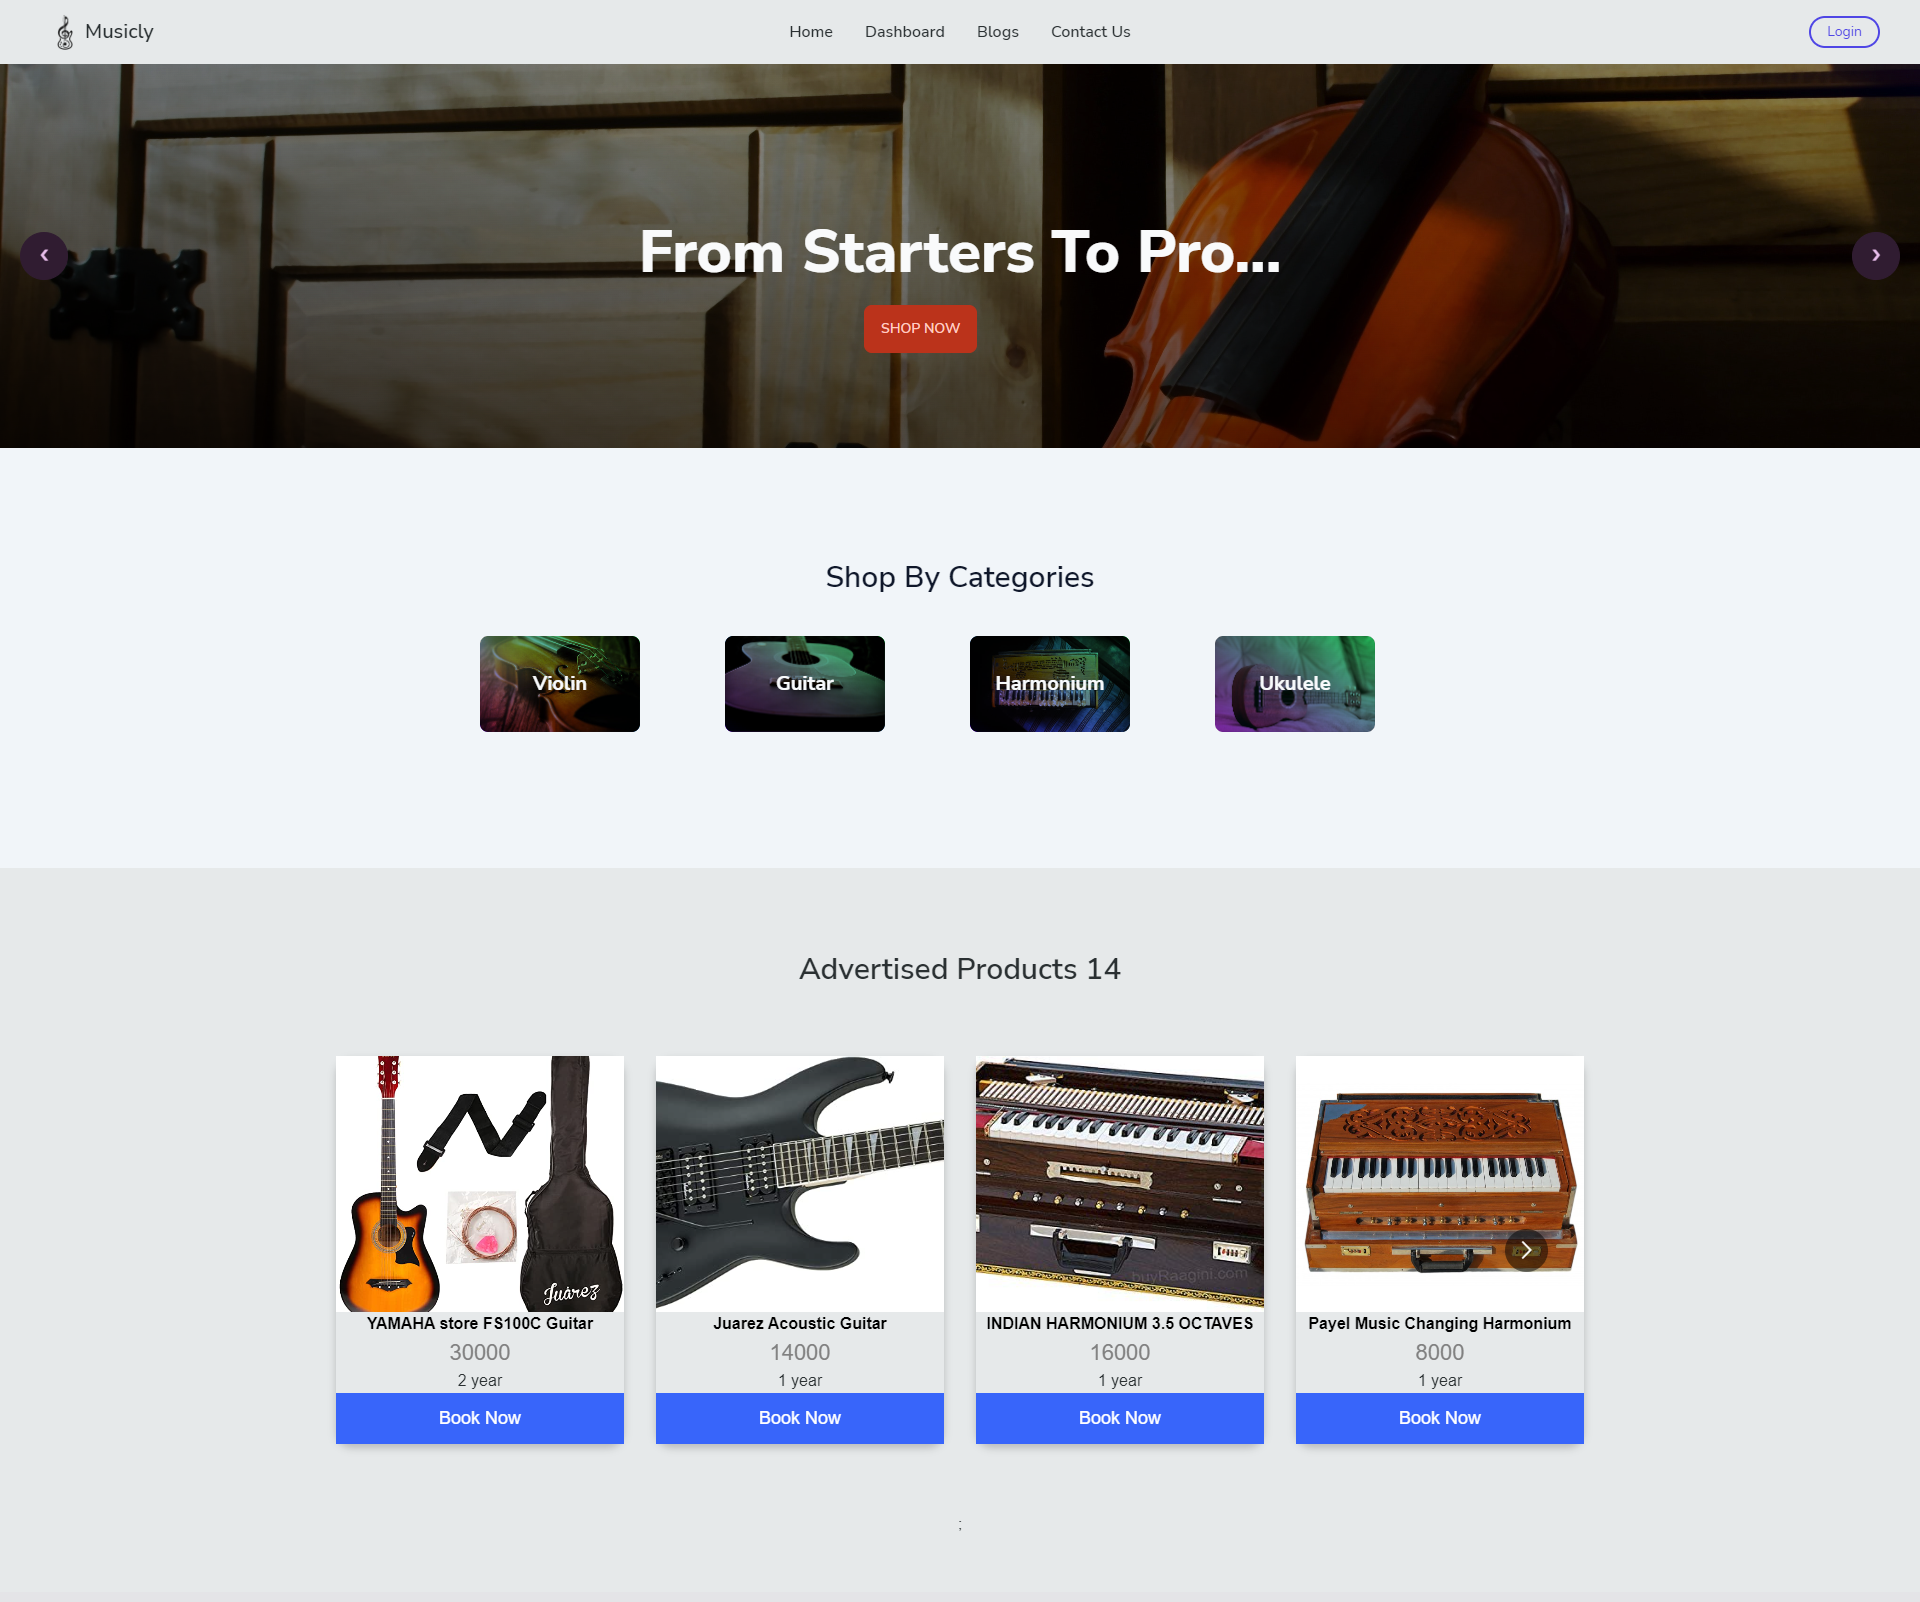 Musicly
Home
Dashboard
Blogs
Contact Us
Login
❮
From Starters To Pro...
❯
SHOP NOW
Shop By Categories
Violin
Guitar
Harmonium
Ukulele
Advertised Products 14
Juárez
buyRaagini.com
YAMAHA store FS100C Guitar
30000
2 year
Book Now
Juarez Acoustic Guitar
14000
1 year
Book Now
INDIAN HARMONIUM 3.5 OCTAVES
16000
1 year
Book Now
Payel Music Changing Harmonium
8000
1 year
Book Now
;